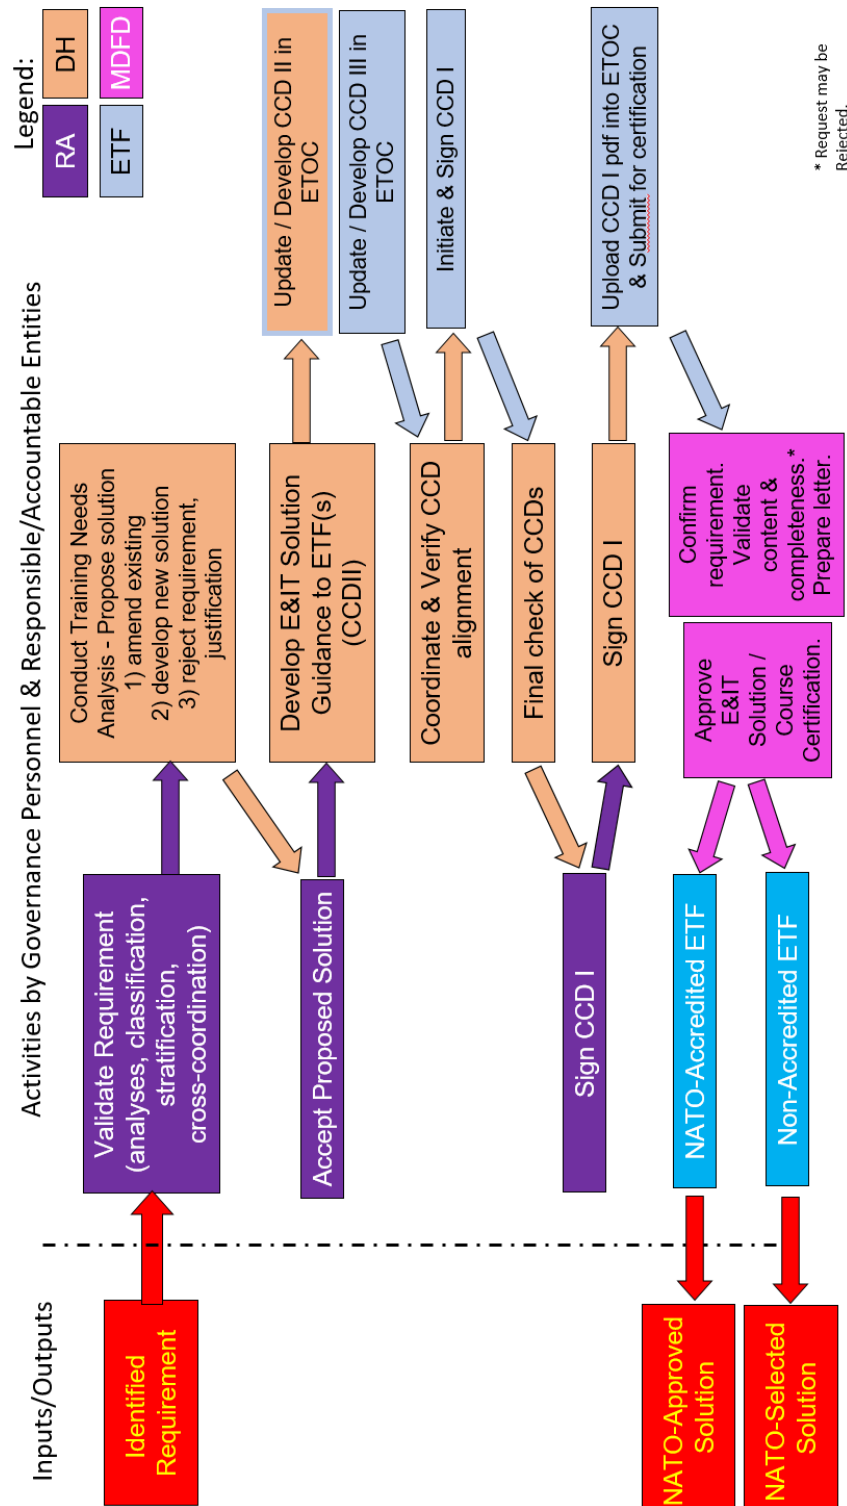 Inputs/Outputs
Activities by Governance Personnel & Responsible/Accountable Entities
Legend:
RA
DH
ETF
MDFD
Identified
Requirement
Validate Requirement
(analyses, classification,
stratification,
cross-coordination)
Conduct Training Needs
Analysis - Propose solution
1) amend existing
2) develop new solution
3) reject requirement,
justification
Accept Proposed Solution
Develop E&IT Solution
Guidance to ETF(s)
(CCDII)
Update / Develop CCD II in
ETOC
Update / Develop CCD III in
ETOC
Coordinate & Verify CCD
alignment
Initiate & Sign CCD I
Final check of CCDs
Sign CCD I
Sign CCD I
Upload CCD I pdf into ETOC
& Submit for certification
Confirm
requirement.
Validate
content &
completeness.*
Prepare letter.
Approve
E&IT
Solution /
Course
Certification.
NATO-Accredited ETF
Non-Accredited ETF
NATO-Approved
Solution
NATO-Selected
Solution
* Request may be
Rejected.